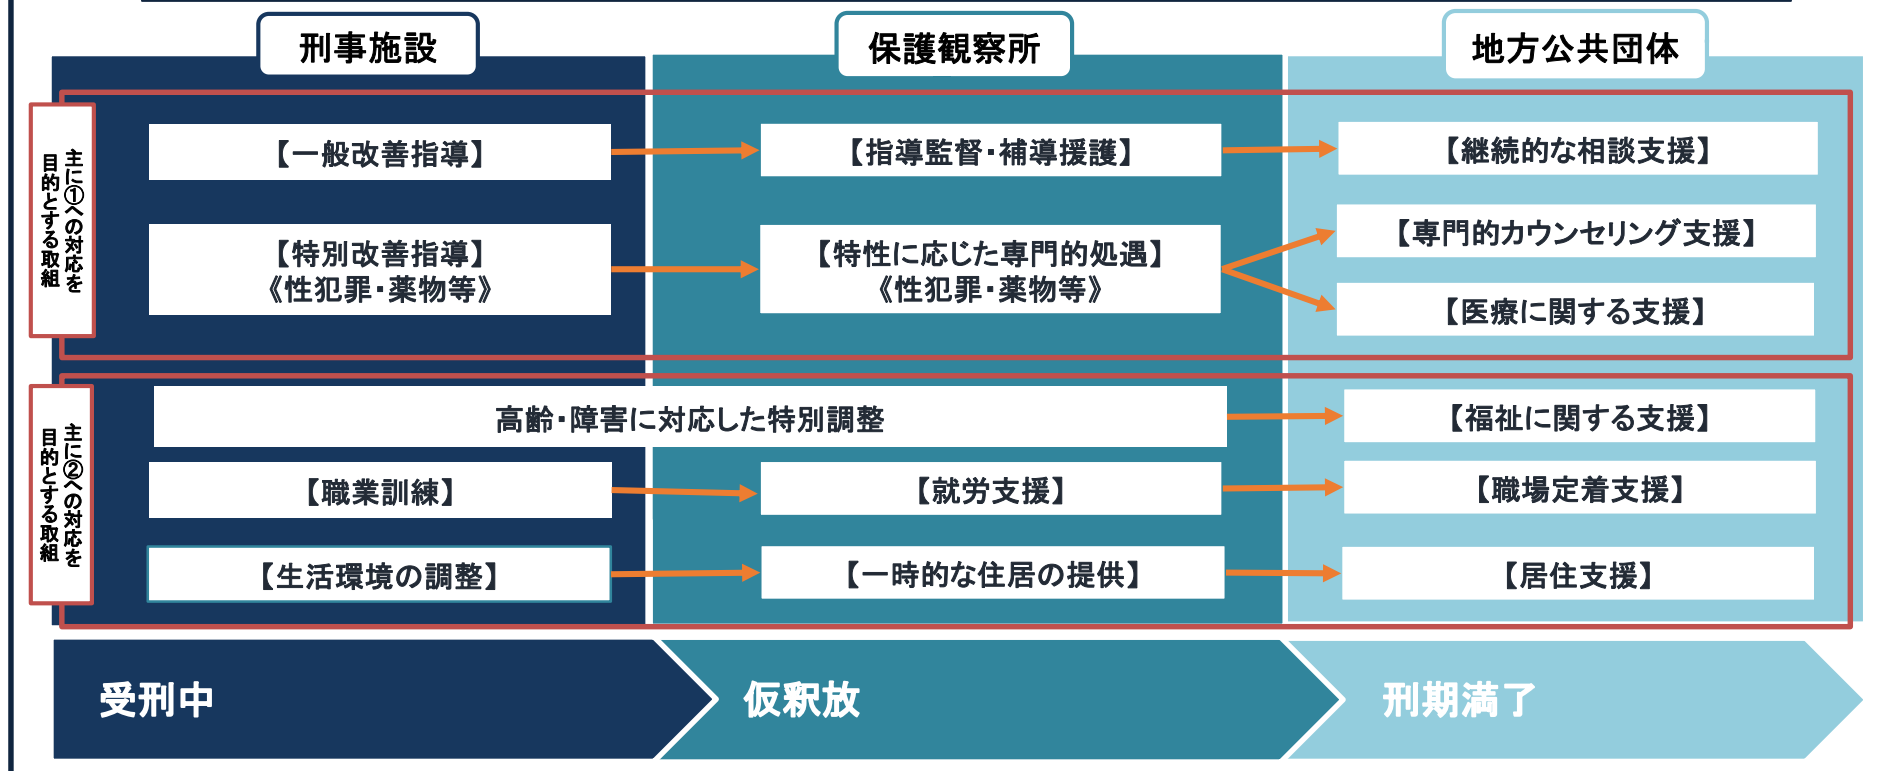 刑事施設
保護観察所
地方公共団体
主に①への対応を
目的とする取組
【一般改善指導】
【指導監督・補導援護】
【継続的な相談支援】
【特別改善指導】
《性犯罪・薬物等》
【特性に応じた専門的処遇】
《性犯罪・薬物等》
【専門的カウンセリング支援】
【医療に関する支援】
主に②への対応を
目的とする取組
高齢・障害に対応した特別調整
【福祉に関する支援】
【職業訓練】
【就労支援】
【職場定着支援】
【生活環境の調整】
【一時的な住居の提供】
【居住支援】
受刑中
仮釈放
刑期満了